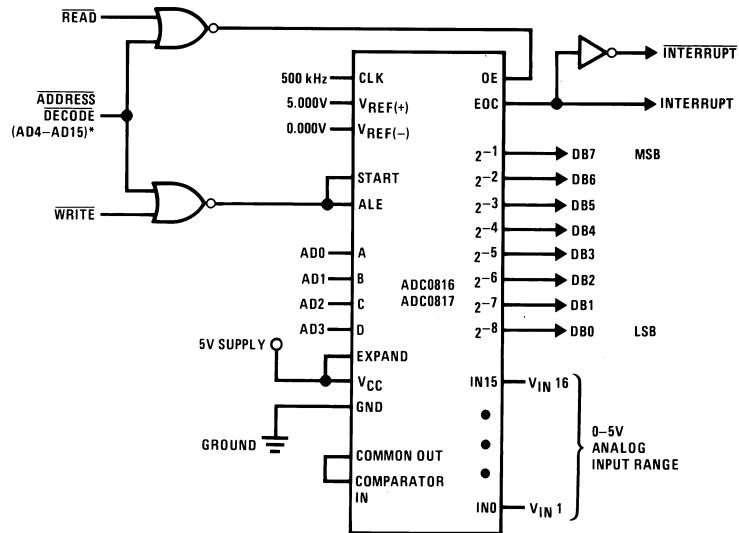 READ
ADDRESS
DECODE
(AD4–AD15)*
WRITE
500 kHz
5.000V
0.000V
AD0
AD1
AD2
AD3
5V SUPPLY
GROUND
CLK
VREF(+)
VREF(−)
START
ALE
A
B
C
D
EXPAND
VCC
GND
COMMON OUT
COMPARATOR
IN
ADC0816
ADC0817
OE
EOC
2−1
2−2
2−3
2−4
2−5
2−6
2−7
2−8
IN15
IN0
INTERRUPT
INTERRUPT
DB7 MSB
DB6
DB5
DB4
DB3
DB2
DB1
DB0 LSB
VIN 16
VIN 1
0–5V
ANALOG
INPUT RANGE